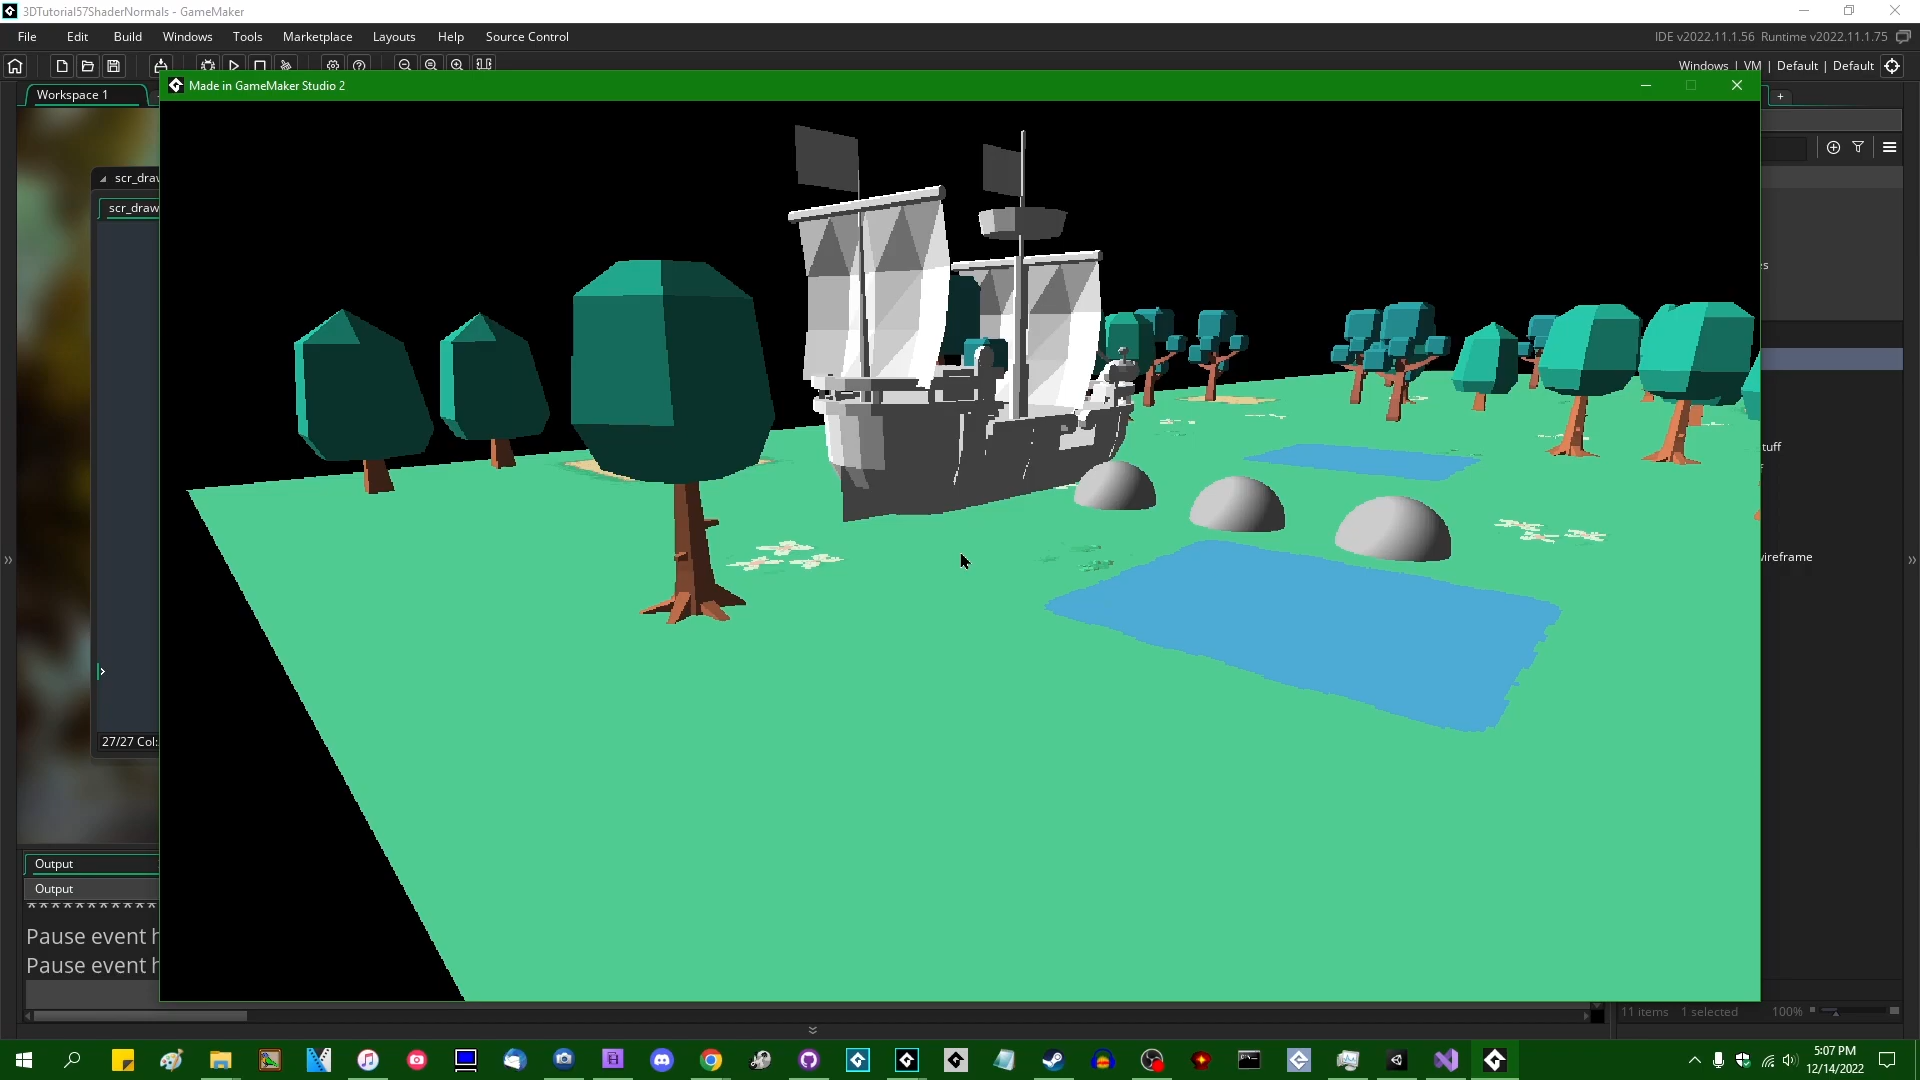 3DTutorial57ShaderNormals - GameMaker
File Edit Build Windows Tools Marketplace Layouts Help Source Control
IDE v2022.11.1.56 Runtime v2022.11.1.75
Windows | VM | Default | Default
Workspace 1
Made in GameMaker Studio 2
scr_draw
scr_draw
27/27 Col:
Output
Output
Pause event h
Pause event h
ireframe
11 items 1 selected 100%
5:07 PM
12/14/2022